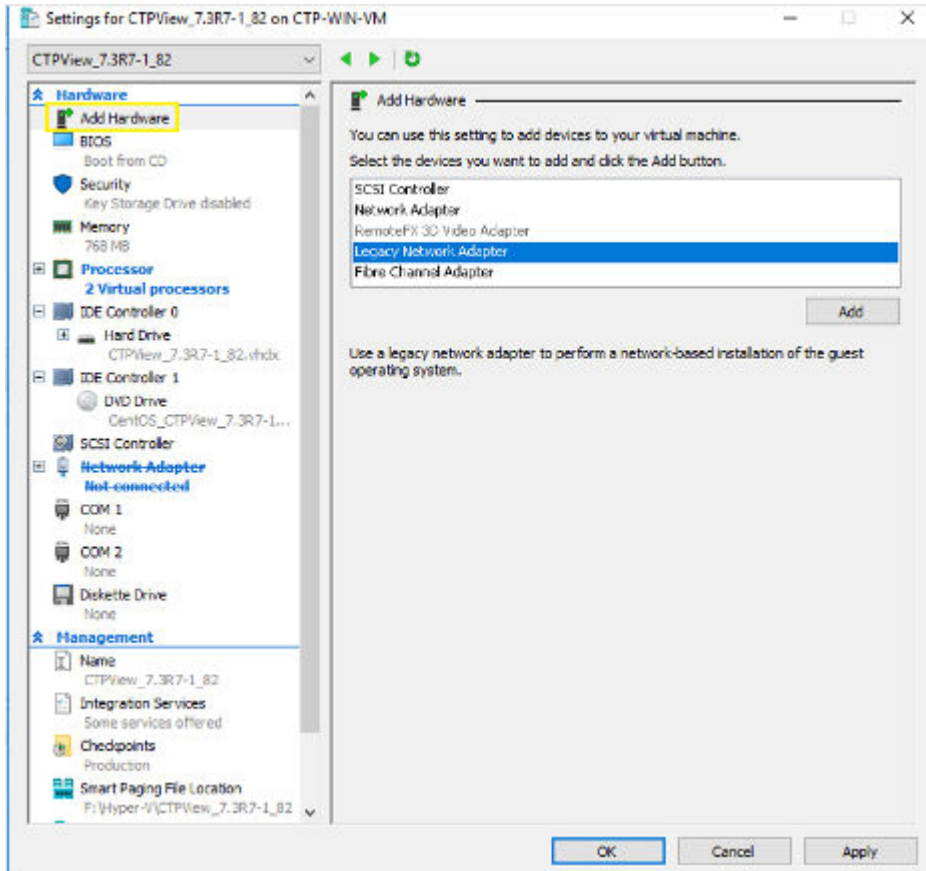 Settings for CTPView_7.3R7-1_82 on CTP-WIN-VM
CTPView_7.3R7-1_82
Hardware
Add Hardware
BIOS
Boot from CD
Security
Key Storage Drive disabled
Memory
768 MB
Processor
2 Virtual processors
IDE Controller 0
Hard Drive
CTPView_7.3R7-1_82.vhdx
IDE Controller 1
DVD Drive
CentOS_CTPView_7.3R7-1...
SCSI Controller
Network Adapter
Not connected
COM 1
None
COM 2
None
Diskette Drive
None
Management
Name
CTPView_7.3R7-1_82
Integration Services
Some services offered
Checkpoints
Production
Smart Paging File Location
F:\Hyper-V\CTPView_7.3R7-1_82
Add Hardware
You can use this setting to add devices to your virtual machine.
Select the devices you want to add and click the Add button.
SCSI Controller
Network Adapter
RemoteFX 3D Video Adapter
Legacy Network Adapter
Fibre Channel Adapter
Add
Use a legacy network adapter to perform a network-based installation of the guest
operating system.
OK
Cancel
Apply